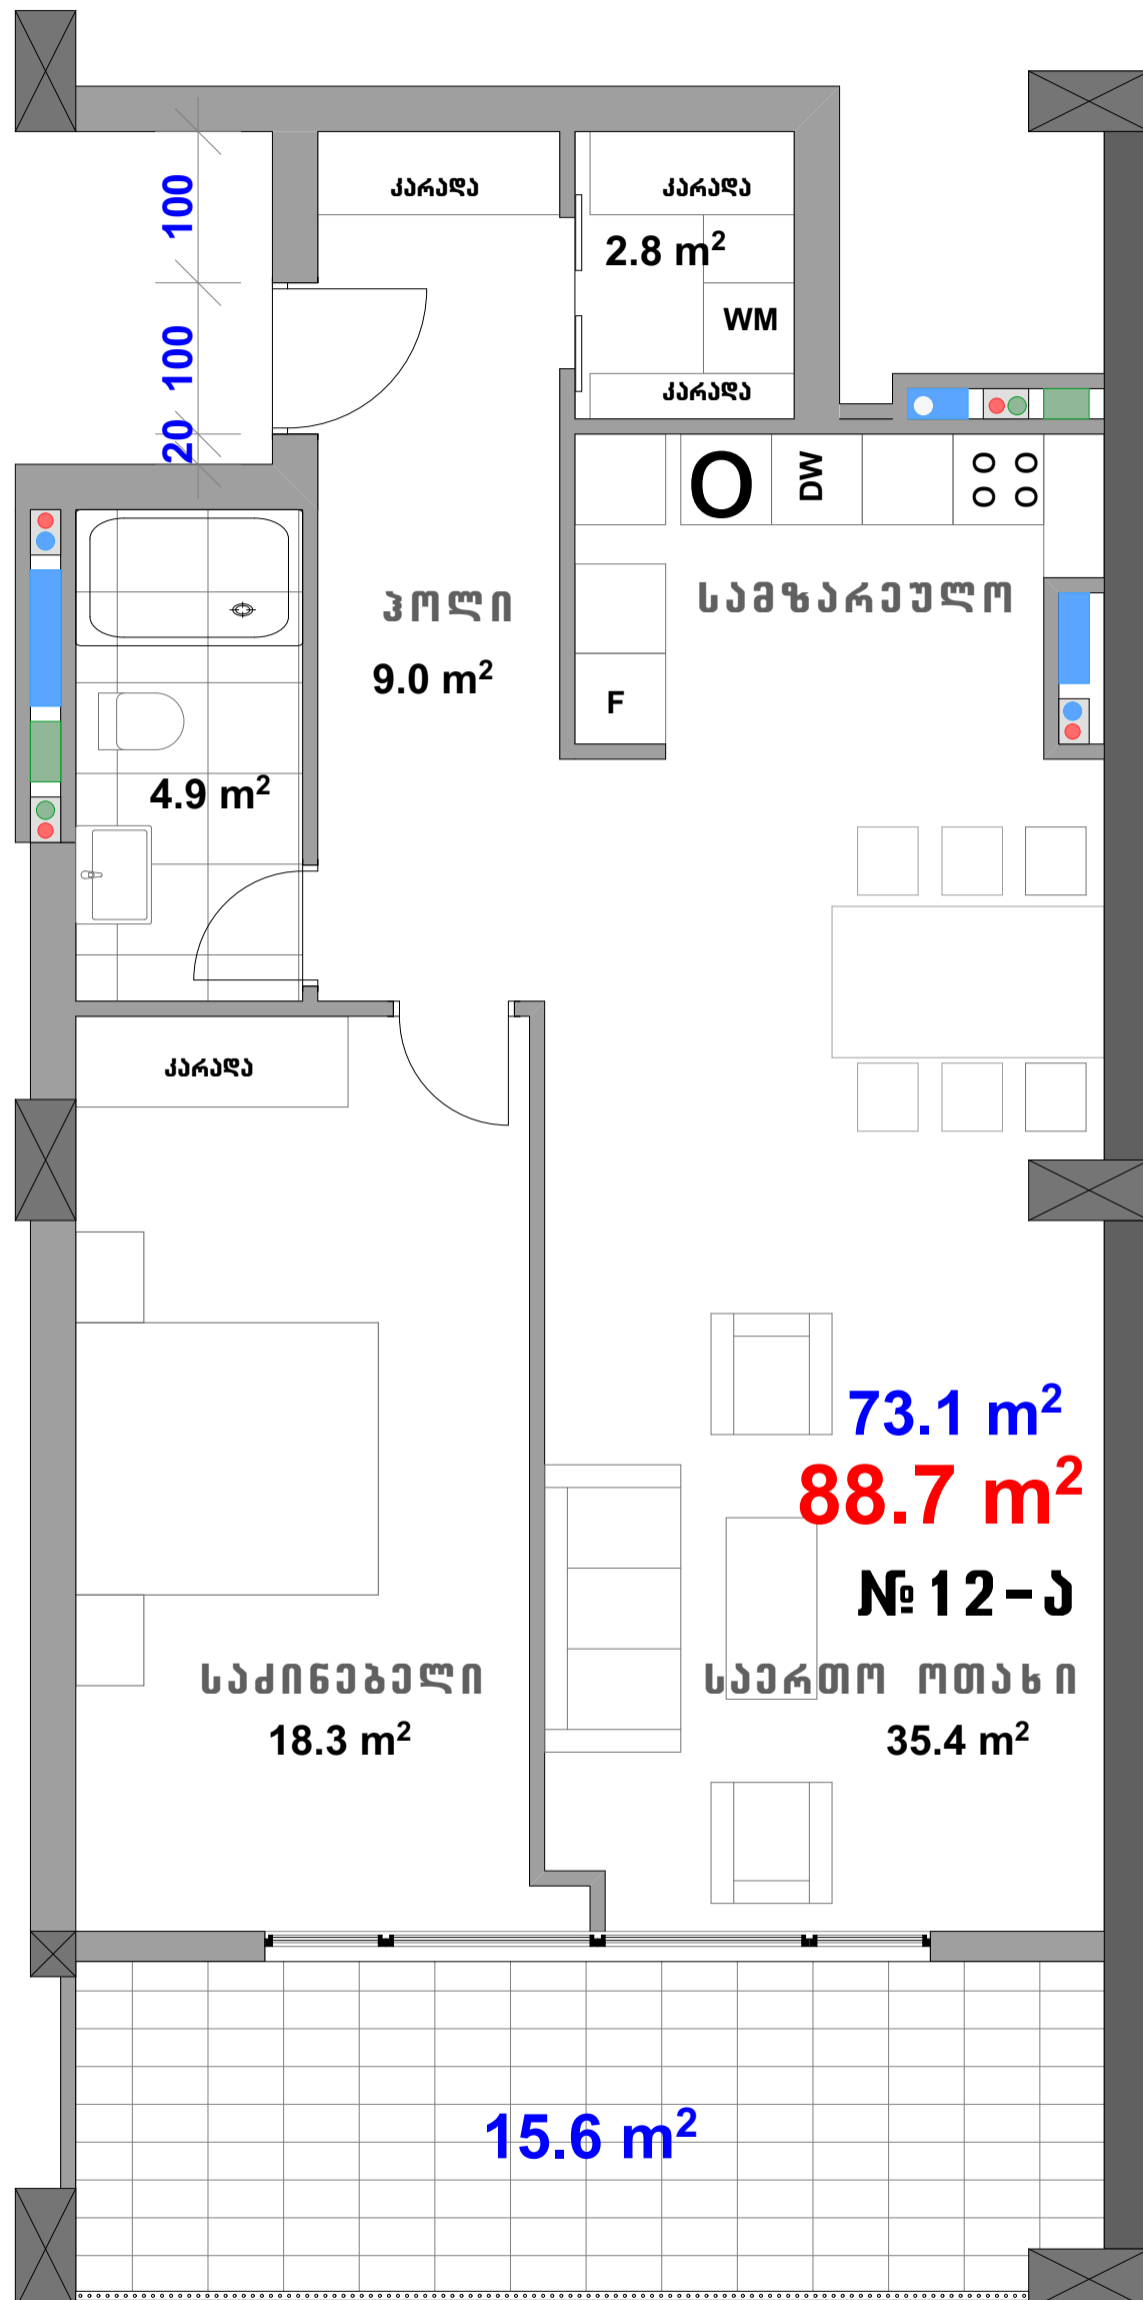 კარადა
კარადა
100
2.8 m²
WM
100
კარადა
20
DW
ჰოლი
სამზარეულო
9.0 m²
F
4.9 m²
კარადა
73.1 m²
88.7 m²
№12-ა
საძინებელი
საერთო ოთახი
18.3 m²
35.4 m²
15.6 m²